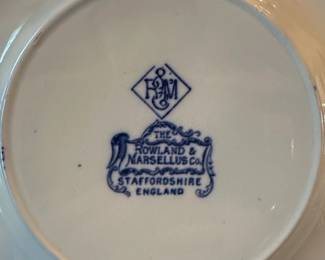 R&M
THE
ROWLAND &
MARSELLUS CO.
STAFFORDSHIRE
ENGLAND